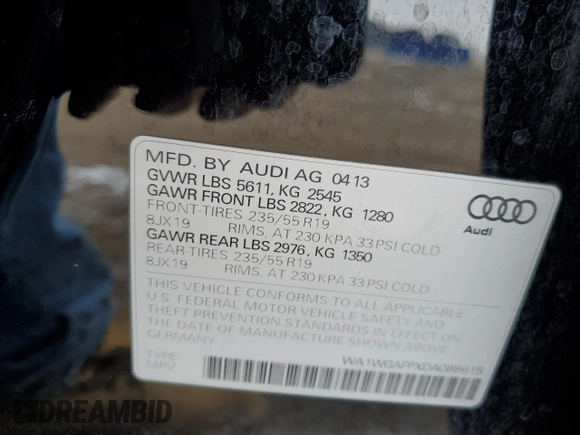 MFD. BY AUDI AG 0413
GVWR LBS 5611, KG 2545
GAWR FRONT LBS 2822, KG 1280
FRONT-TIRES 235/55 R19
8JX19 RIMS, AT 230 KPA 33 PSI COLD
GAWR REAR LBS 2976, KG 1350
REAR-TIRES 235/55 R19
8JX19 RIMS, AT 230 KPA 33 PSI COLD
THIS VEHICLE CONFORMS TO ALL APPLICABLE
U.S. FEDERAL MOTOR VEHICLE SAFETY AND
THEFT PREVENTION STANDARDS IN EFFECT ON
THE DATE OF MANUFACTURE SHOWN ABOVE.
GERMANY
TYPE
MPV
WA1WGAFPXDA088615
Audi
DREAMBID